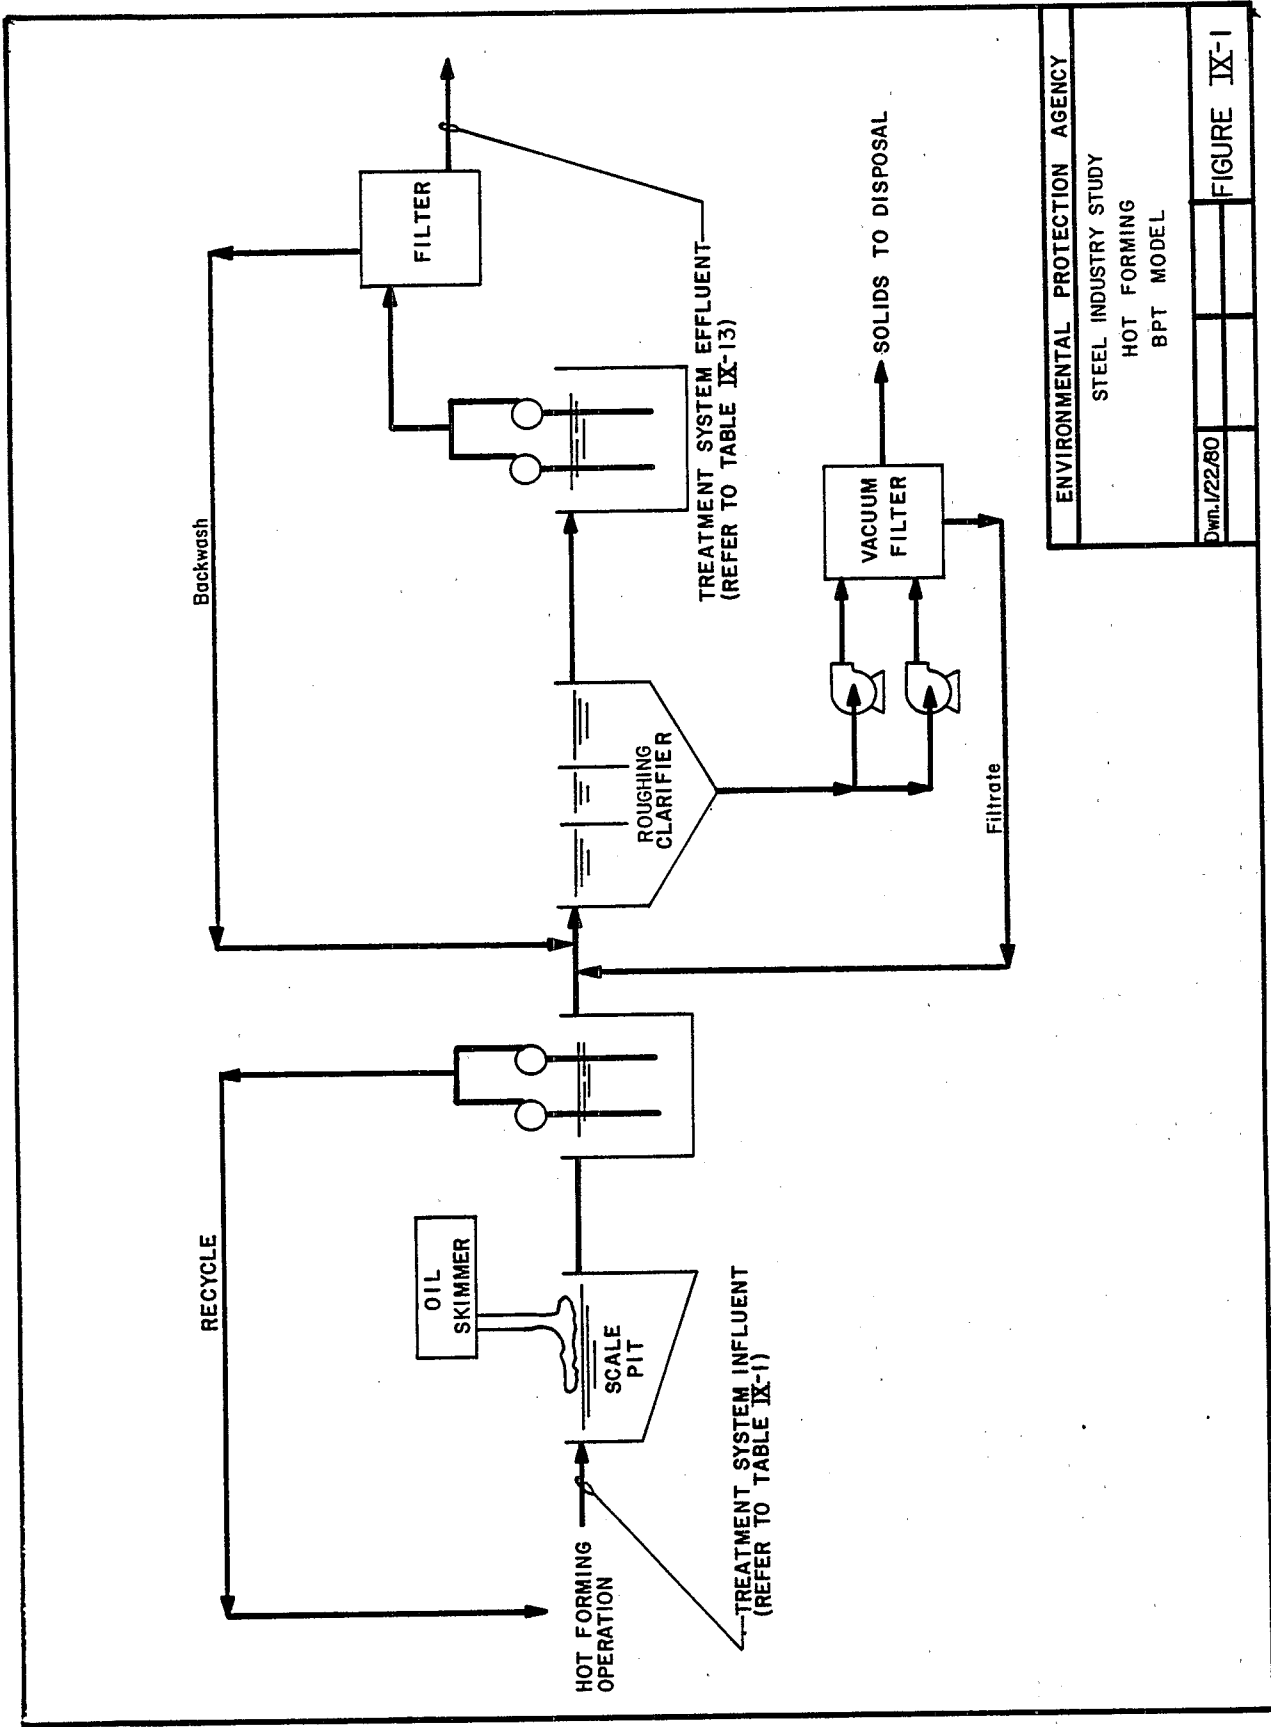 RECYCLE
Backwash
OIL
SKIMMER
FILTER
SCALE
PIT
ROUGHING
CLARIFIER
HOT FORMING
OPERATION
TREATMENT SYSTEM INFLUENT
(REFER TO TABLE IX-1)
TREATMENT SYSTEM EFFLUENT
(REFER TO TABLE IX-13)
VACUUM
FILTER
SOLIDS TO DISPOSAL
Filtrate
ENVIRONMENTAL PROTECTION AGENCY
STEEL INDUSTRY STUDY
HOT FORMING
BPT MODEL
Dwn.1/22/80
FIGURE IX-1